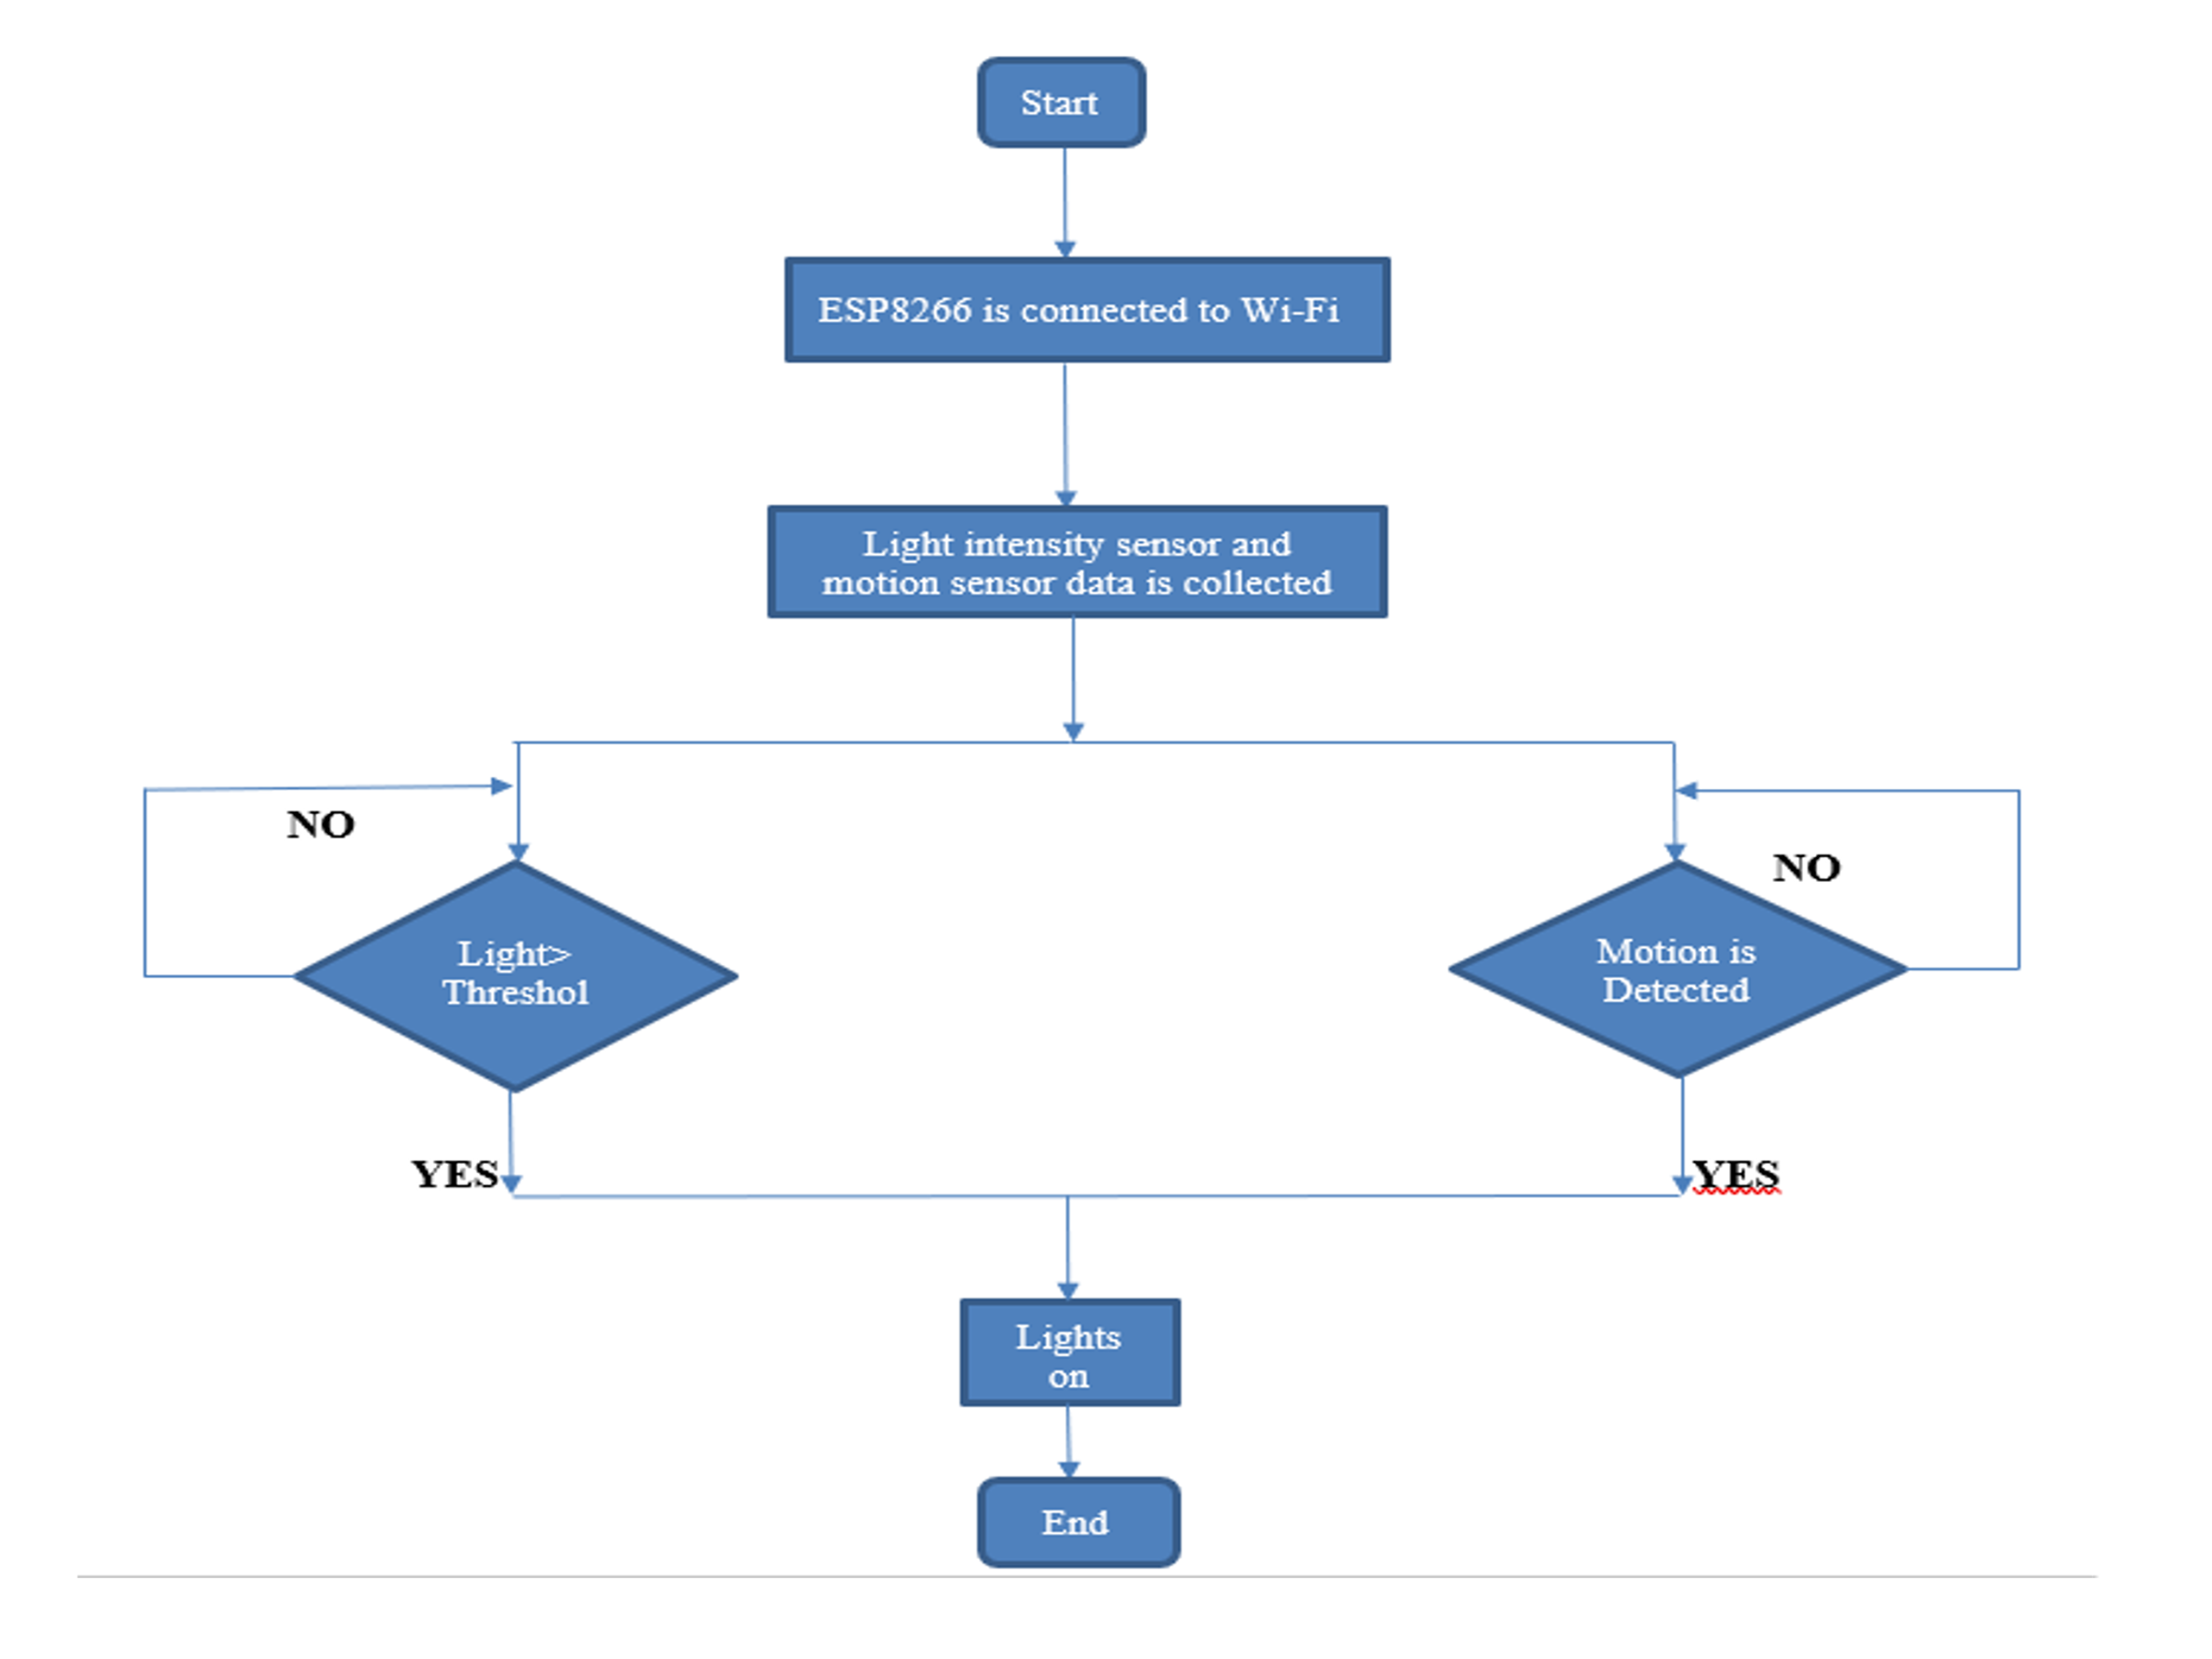 Start
ESP8266 is connected to Wi-Fi
Light intensity sensor and
motion sensor data is collected
NO
NO
Light>
Threshol
Motion is
Detected
YES
YES
Lights
on
End